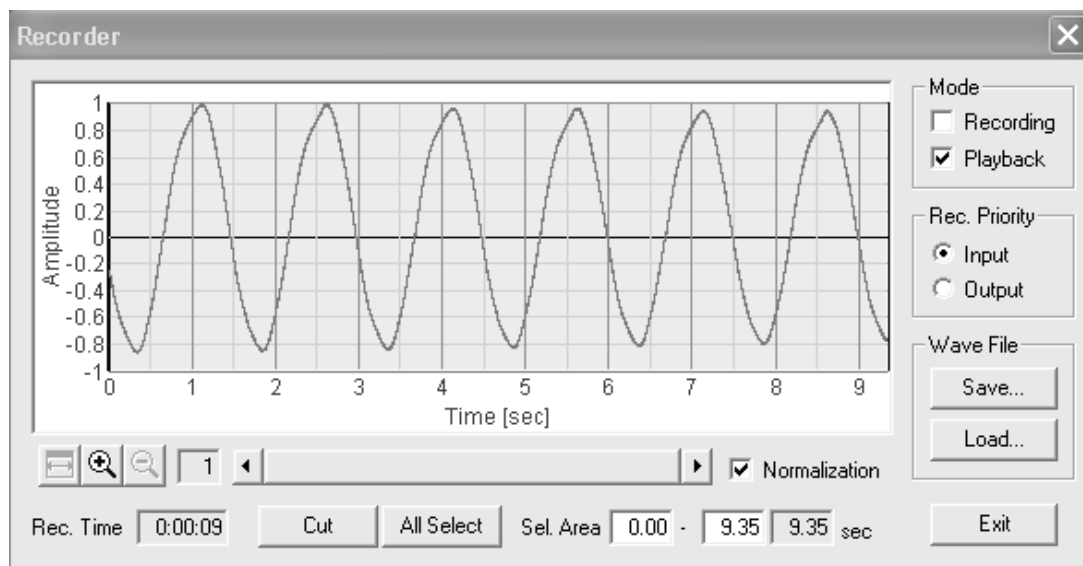 Recorder
Amplitude
1
0.8
0.6
0.4
0.2
0
-0.2
-0.4
-0.6
-0.8
-1
0 1 2 3 4 5 6 7 8 9
Time [sec]
1
Normalization
Rec. Time 0:00:09 Cut All Select Sel. Area 0.00 - 9.35 9.35 sec
Mode
Recording
Playback
Rec. Priority
Input
Output
Wave File
Save...
Load...
Exit